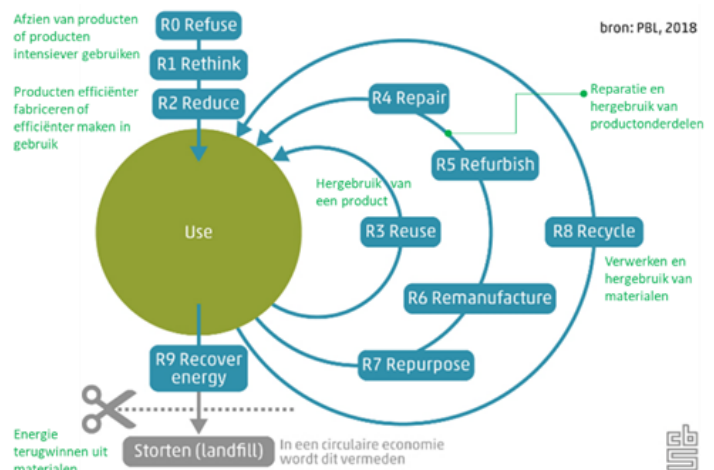 Afzien van producten
of producten
intensiever gebruiken
R0 Refuse
bron: PBL, 2018
R1 Rethink
Producten efficiënter
fabriceren of
efficiënter maken in
gebruik
R2 Reduce
R4 Repair
Reparatie en
hergebruik van
productonderdelen
R5 Refurbish
Hergebruik van
een product
Use
R3 Reuse
R8 Recycle
Verwerken en
hergebruik van
materialen
R6 Remanufacture
R9 Recover
energy
R7 Repurpose
Energie
terugwinnen uit
materialen
Storten (landfill)
In een circulaire economie
wordt dit vermeden
cbs